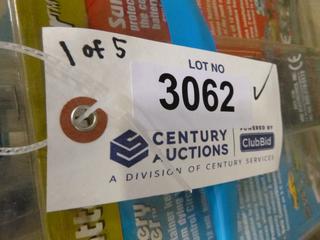 1 of 5
LOT NO
3062
CENTURY
AUCTIONS
POWERED BY
ClubBid
A DIVISION OF CENTURY SERVICES